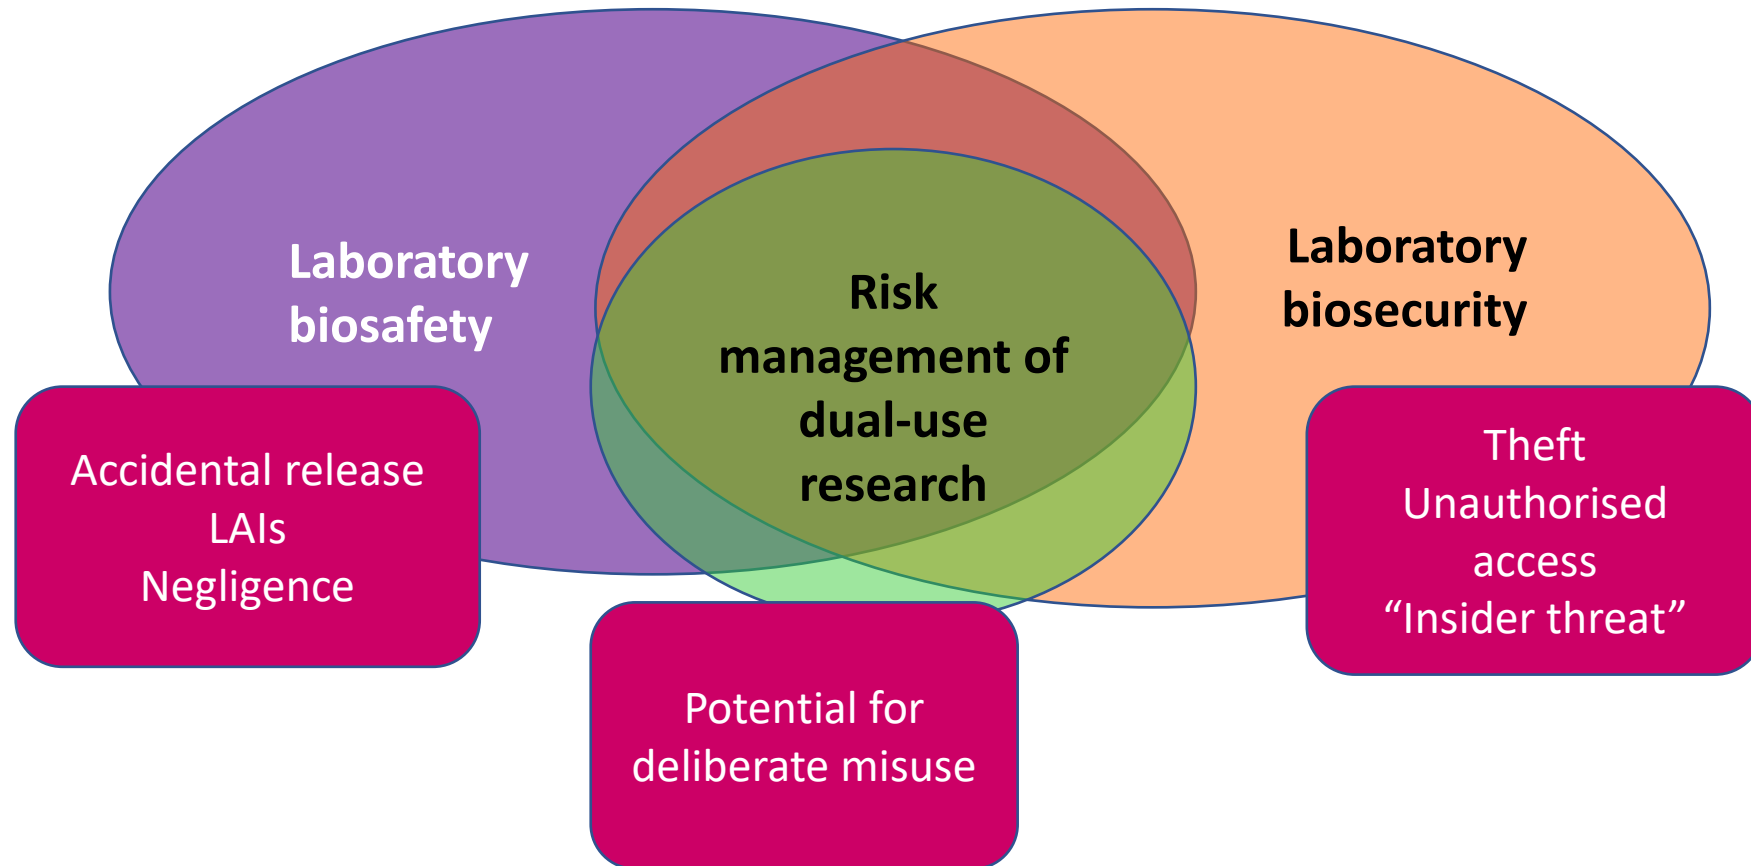 Laboratory
biosafety
Risk
management of
dual-use
research
Laboratory
biosecurity
Accidental release
LAIs
Negligence
Potential for
deliberate misuse
Theft
Unauthorised
access
“Insider threat”